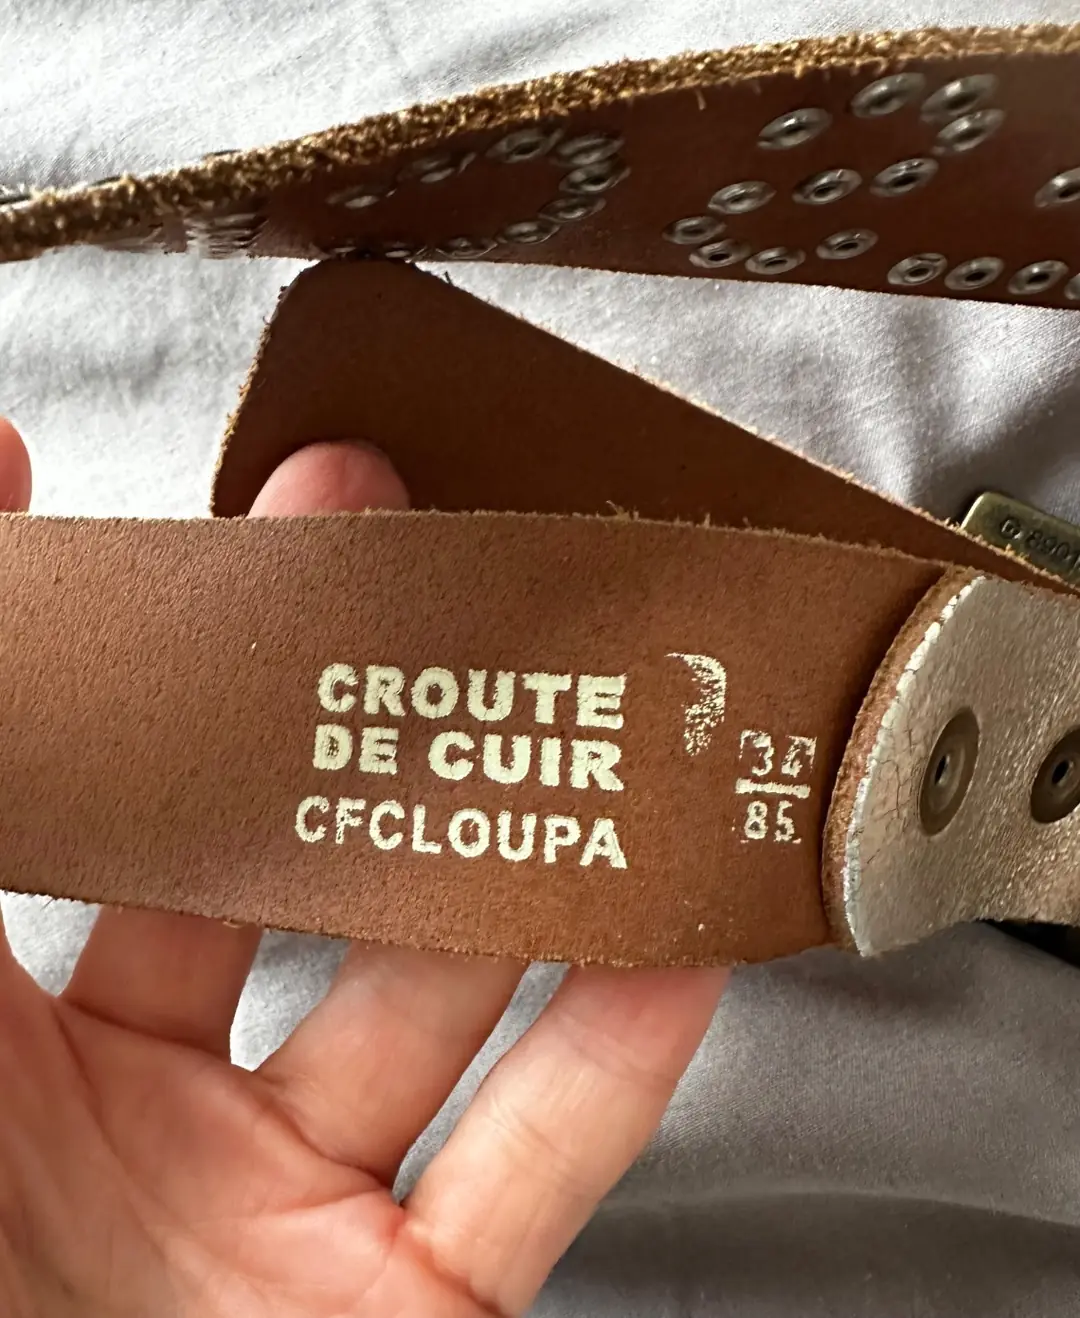 CROUTE
DE CUIR
CFCLOUPA
34
85